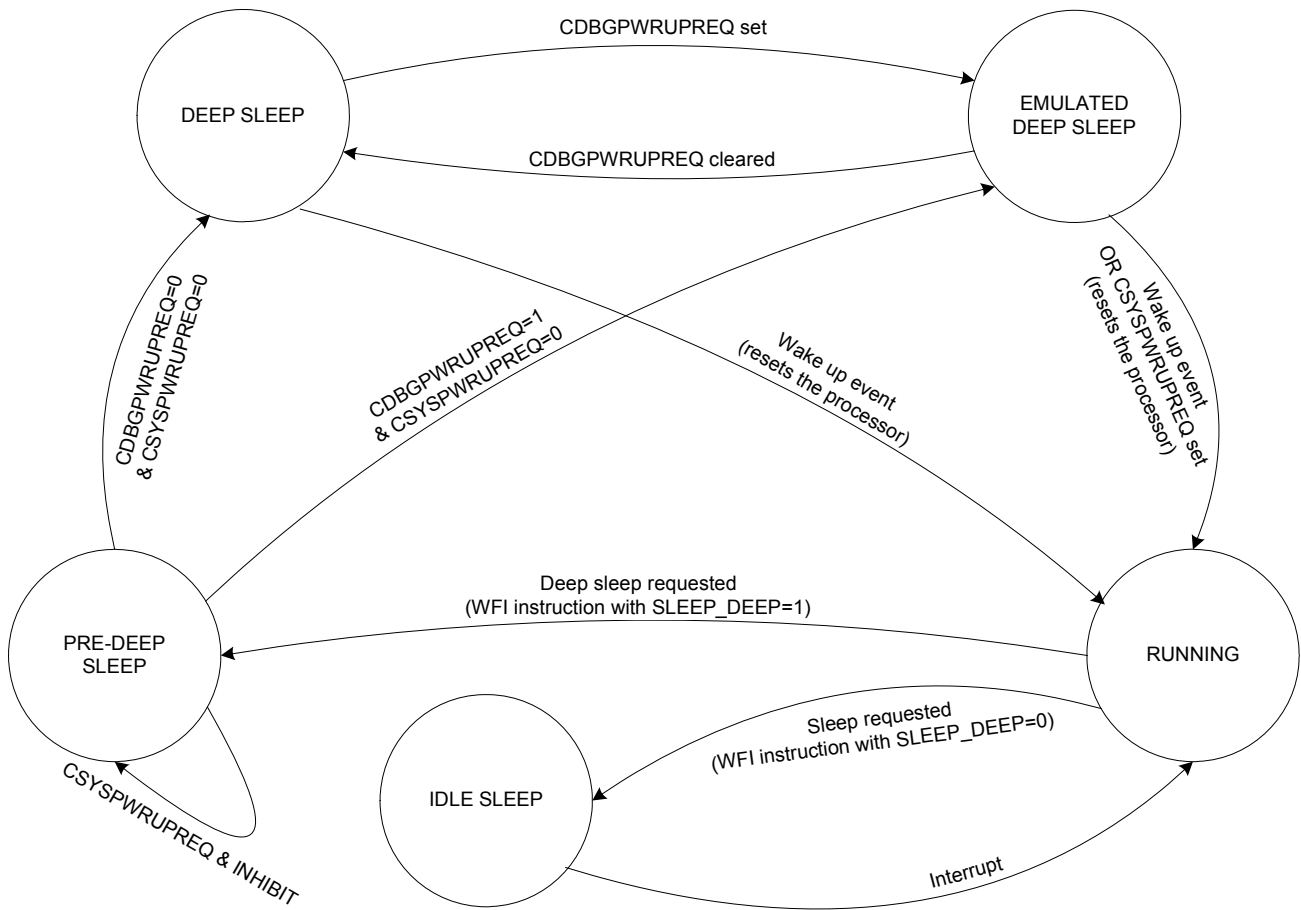 CDBGPWRUPREQ set
DEEP SLEEP
EMULATED
DEEP SLEEP
CDBGPWRUPREQ cleared
CDBGPWRUPREQ=0
& CSYSPWRUPREQ=0
CDBGPWRUPREQ=1
& CSYSPWRUPREQ=0
Wake up event
(resets the processor)
Wake up event
OR CSYSPWRUPREQ set
(resets the processor)
Deep sleep requested
(WFI instruction with SLEEP_DEEP=1)
PRE-DEEP
SLEEP
RUNNING
Sleep requested
(WFI instruction with SLEEP_DEEP=0)
IDLE SLEEP
CSYSPWRUPREQ & INHIBIT
Interrupt